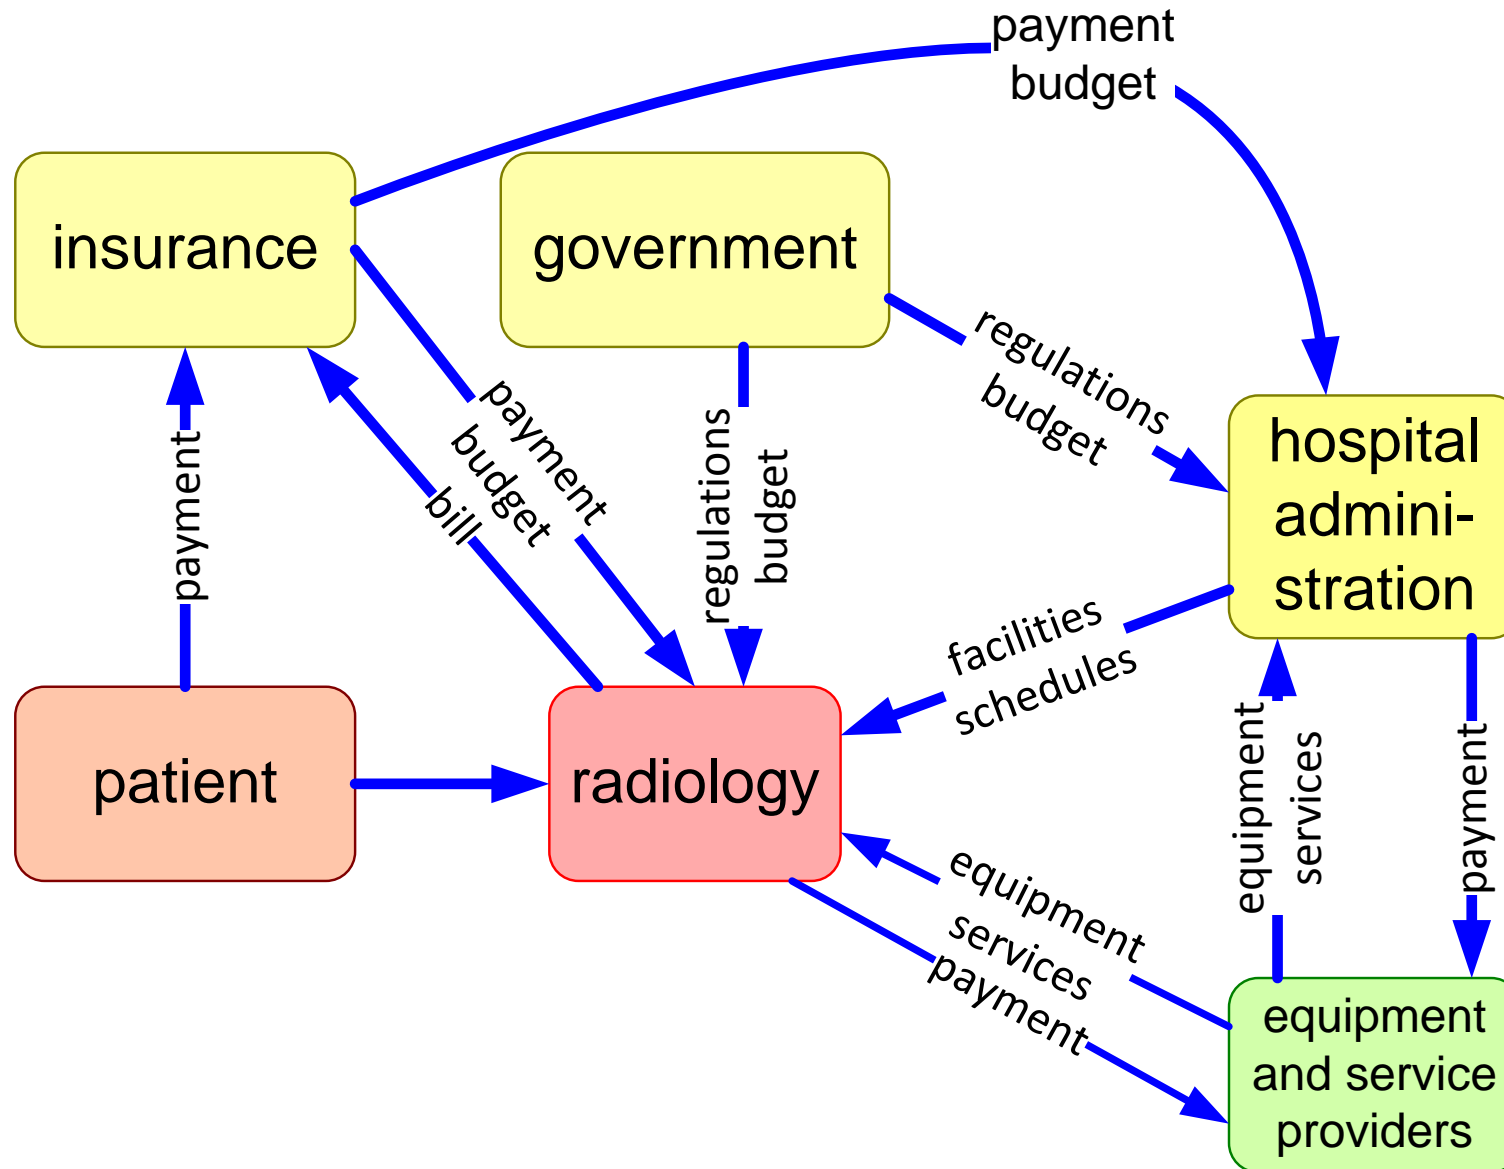 payment
budget
insurance
government
regulations
budget
payment
budget
bill
payment
regulations
budget
hospital
admini-
stration
facilities
schedules
patient
radiology
equipment
services
payment
equipment
services
payment
equipment
and service
providers